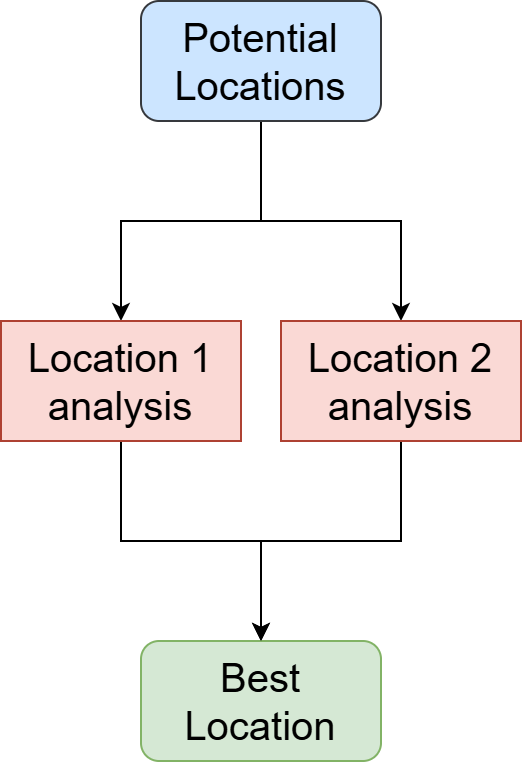 Potential
Locations
Location 1
analysis
Location 2
analysis
Best
Location